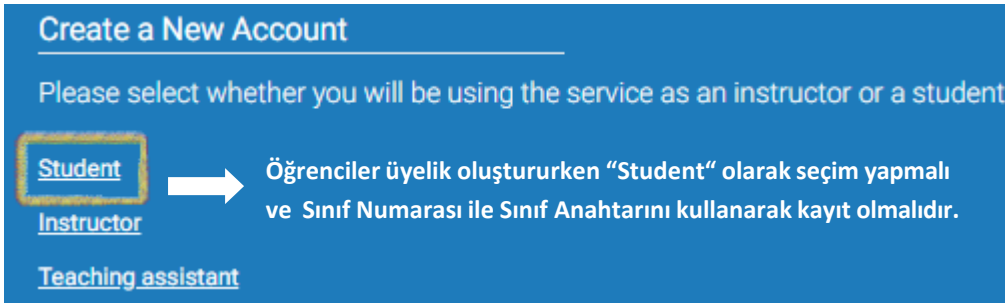 Create a New Account
Please select whether you will be using the service as an instructor or a student
Student
Öğrenciler üyelik oluştururken “Student“ olarak seçim yapmalı
ve Sınıf Numarası ile Sınıf Anahtarını kullanarak kayıt olmalıdır.
Instructor
Teaching assistant